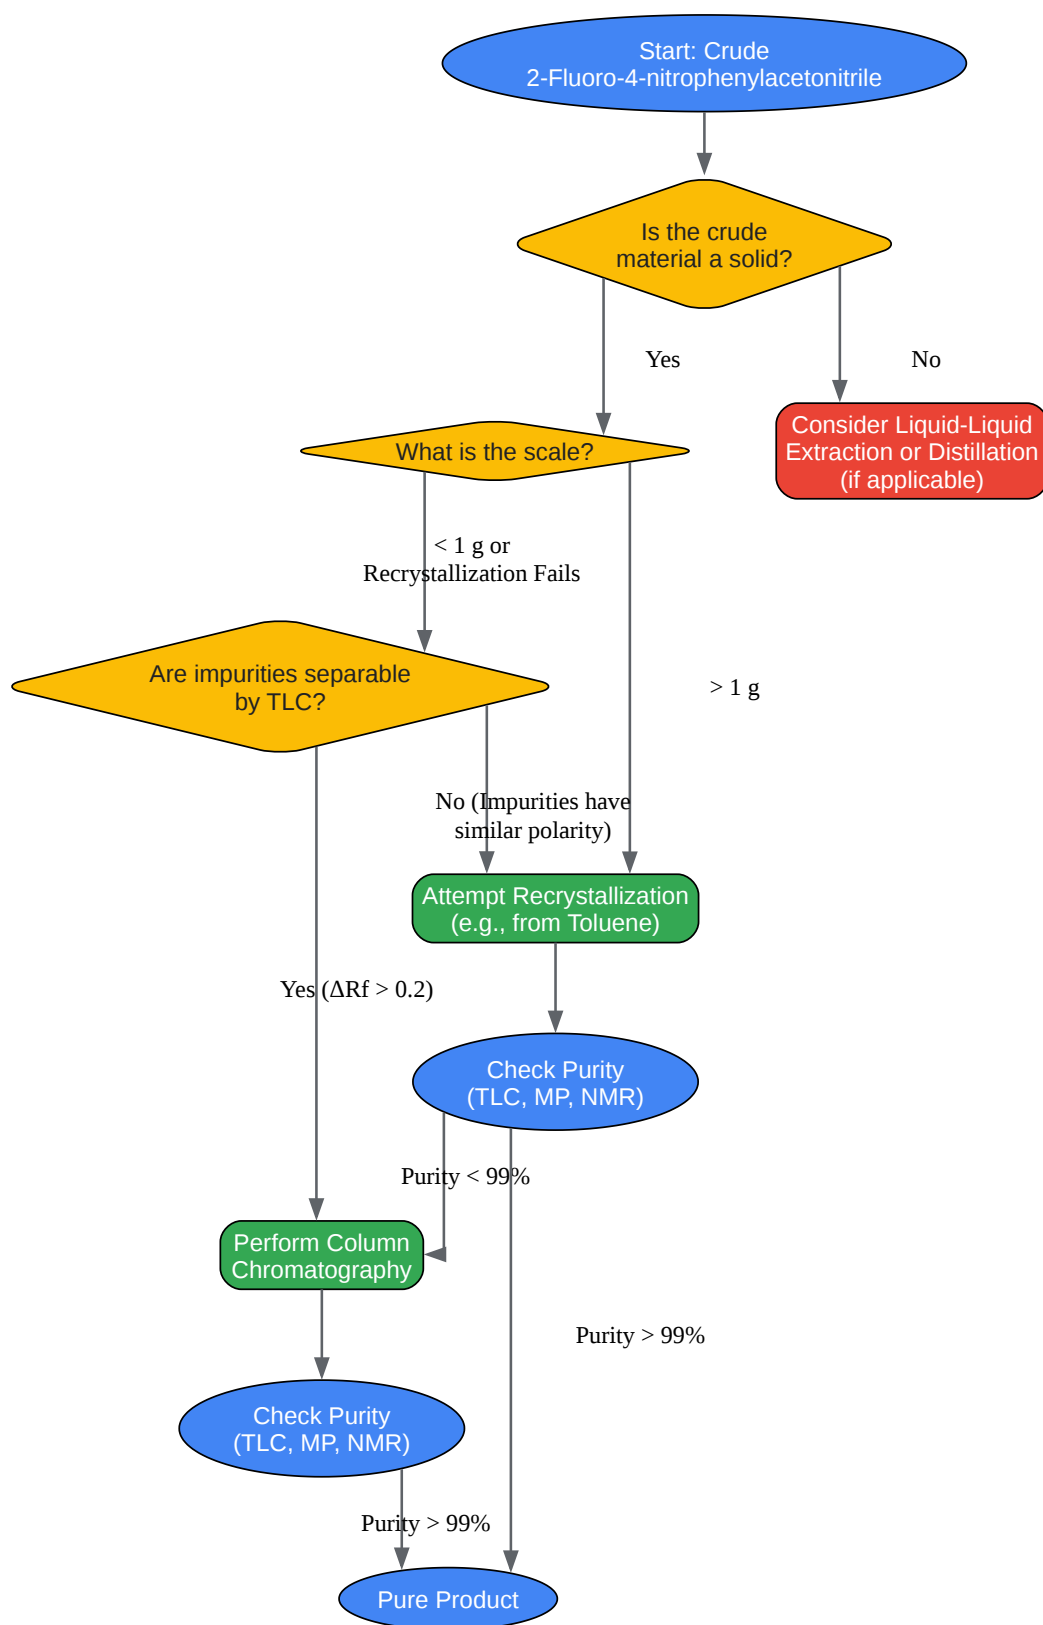 Start: Crude
2-Fluoro-4-nitrophenylacetonitrile
Is the crude
material a solid?
Yes
No
Consider Liquid-Liquid
Extraction or Distillation
(if applicable)
What is the scale?
< 1 g or
Recrystallization Fails
Are impurities separable
by TLC?
> 1 g
No (Impurities have
similar polarity)
Attempt Recrystallization
(e.g., from Toluene)
Yes (ΔRf > 0.2)
Check Purity
(TLC, MP, NMR)
Purity < 99%
Perform Column
Chromatography
Purity > 99%
Check Purity
(TLC, MP, NMR)
Purity > 99%
Pure Product